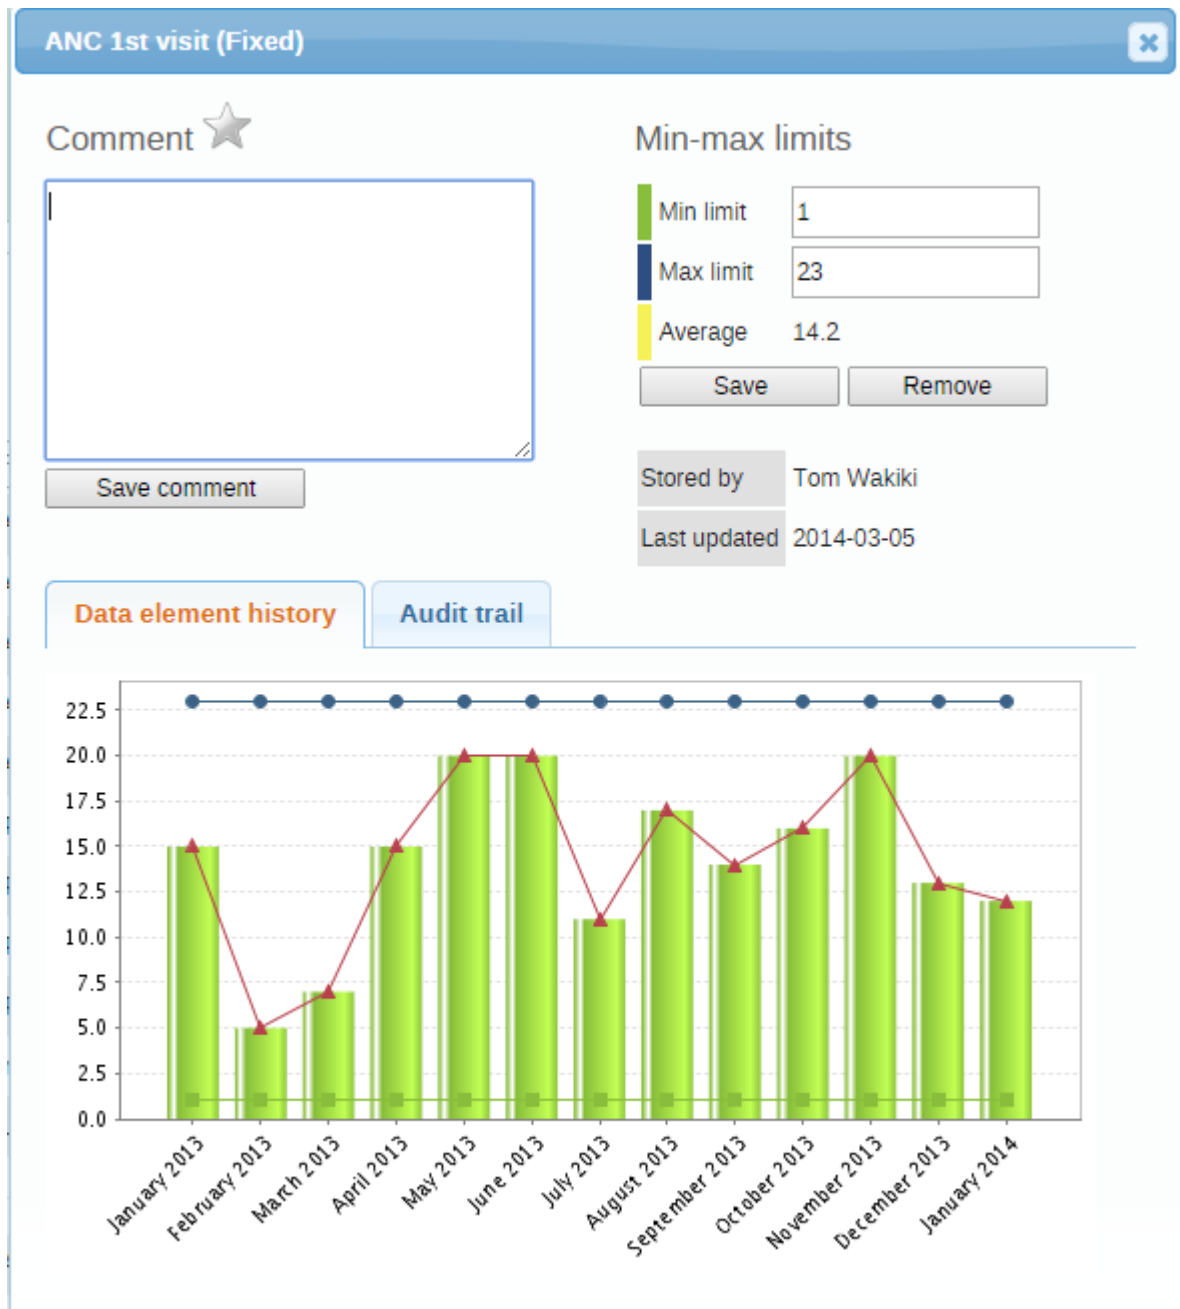 ANC 1st visit (Fixed)
Comment
Save comment
Min-max limits
Min limit 1
Max limit 23
Average 14.2
Save Remove
Stored by Tom Wakiki
Last updated 2014-03-05
Data element history Audit trail
22.5
20.0
17.5
15.0
12.5
10.0
7.5
5.0
2.5
0.0
January 2013
February 2013
March 2013
April 2013
May 2013
June 2013
July 2013
August 2013
September 2013
October 2013
November 2013
December 2013
January 2014